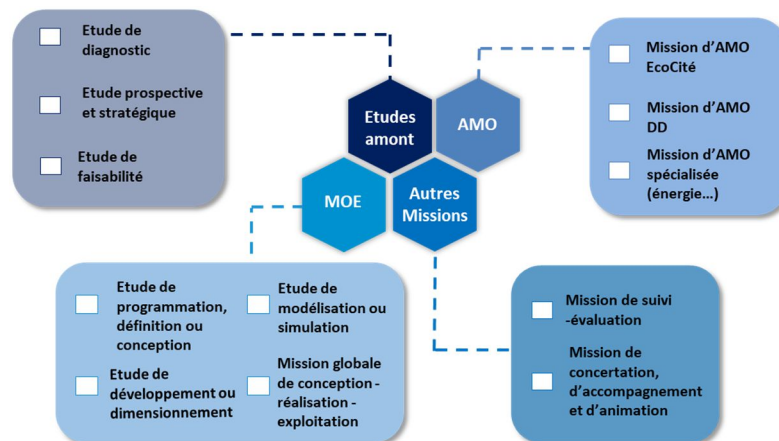 Etude de
diagnostic
Etude prospective
et stratégique
Etude de
faisabilité
Etudes
amont
AMO
MOE
Autres
Missions
Mission d'AMO
EcoCité
Mission d'AMO
DD
Mission d'AMO
spécialisée
(énergie...)
Etude de
programmation,
définition ou
conception
Etude de
modélisation ou
simulation
Etude de
développement ou
dimensionnement
Mission globale
de conception -
réalisation -
exploitation
Mission de suivi
-évaluation
Mission de
concertation,
d'accompagnement
et d'animation